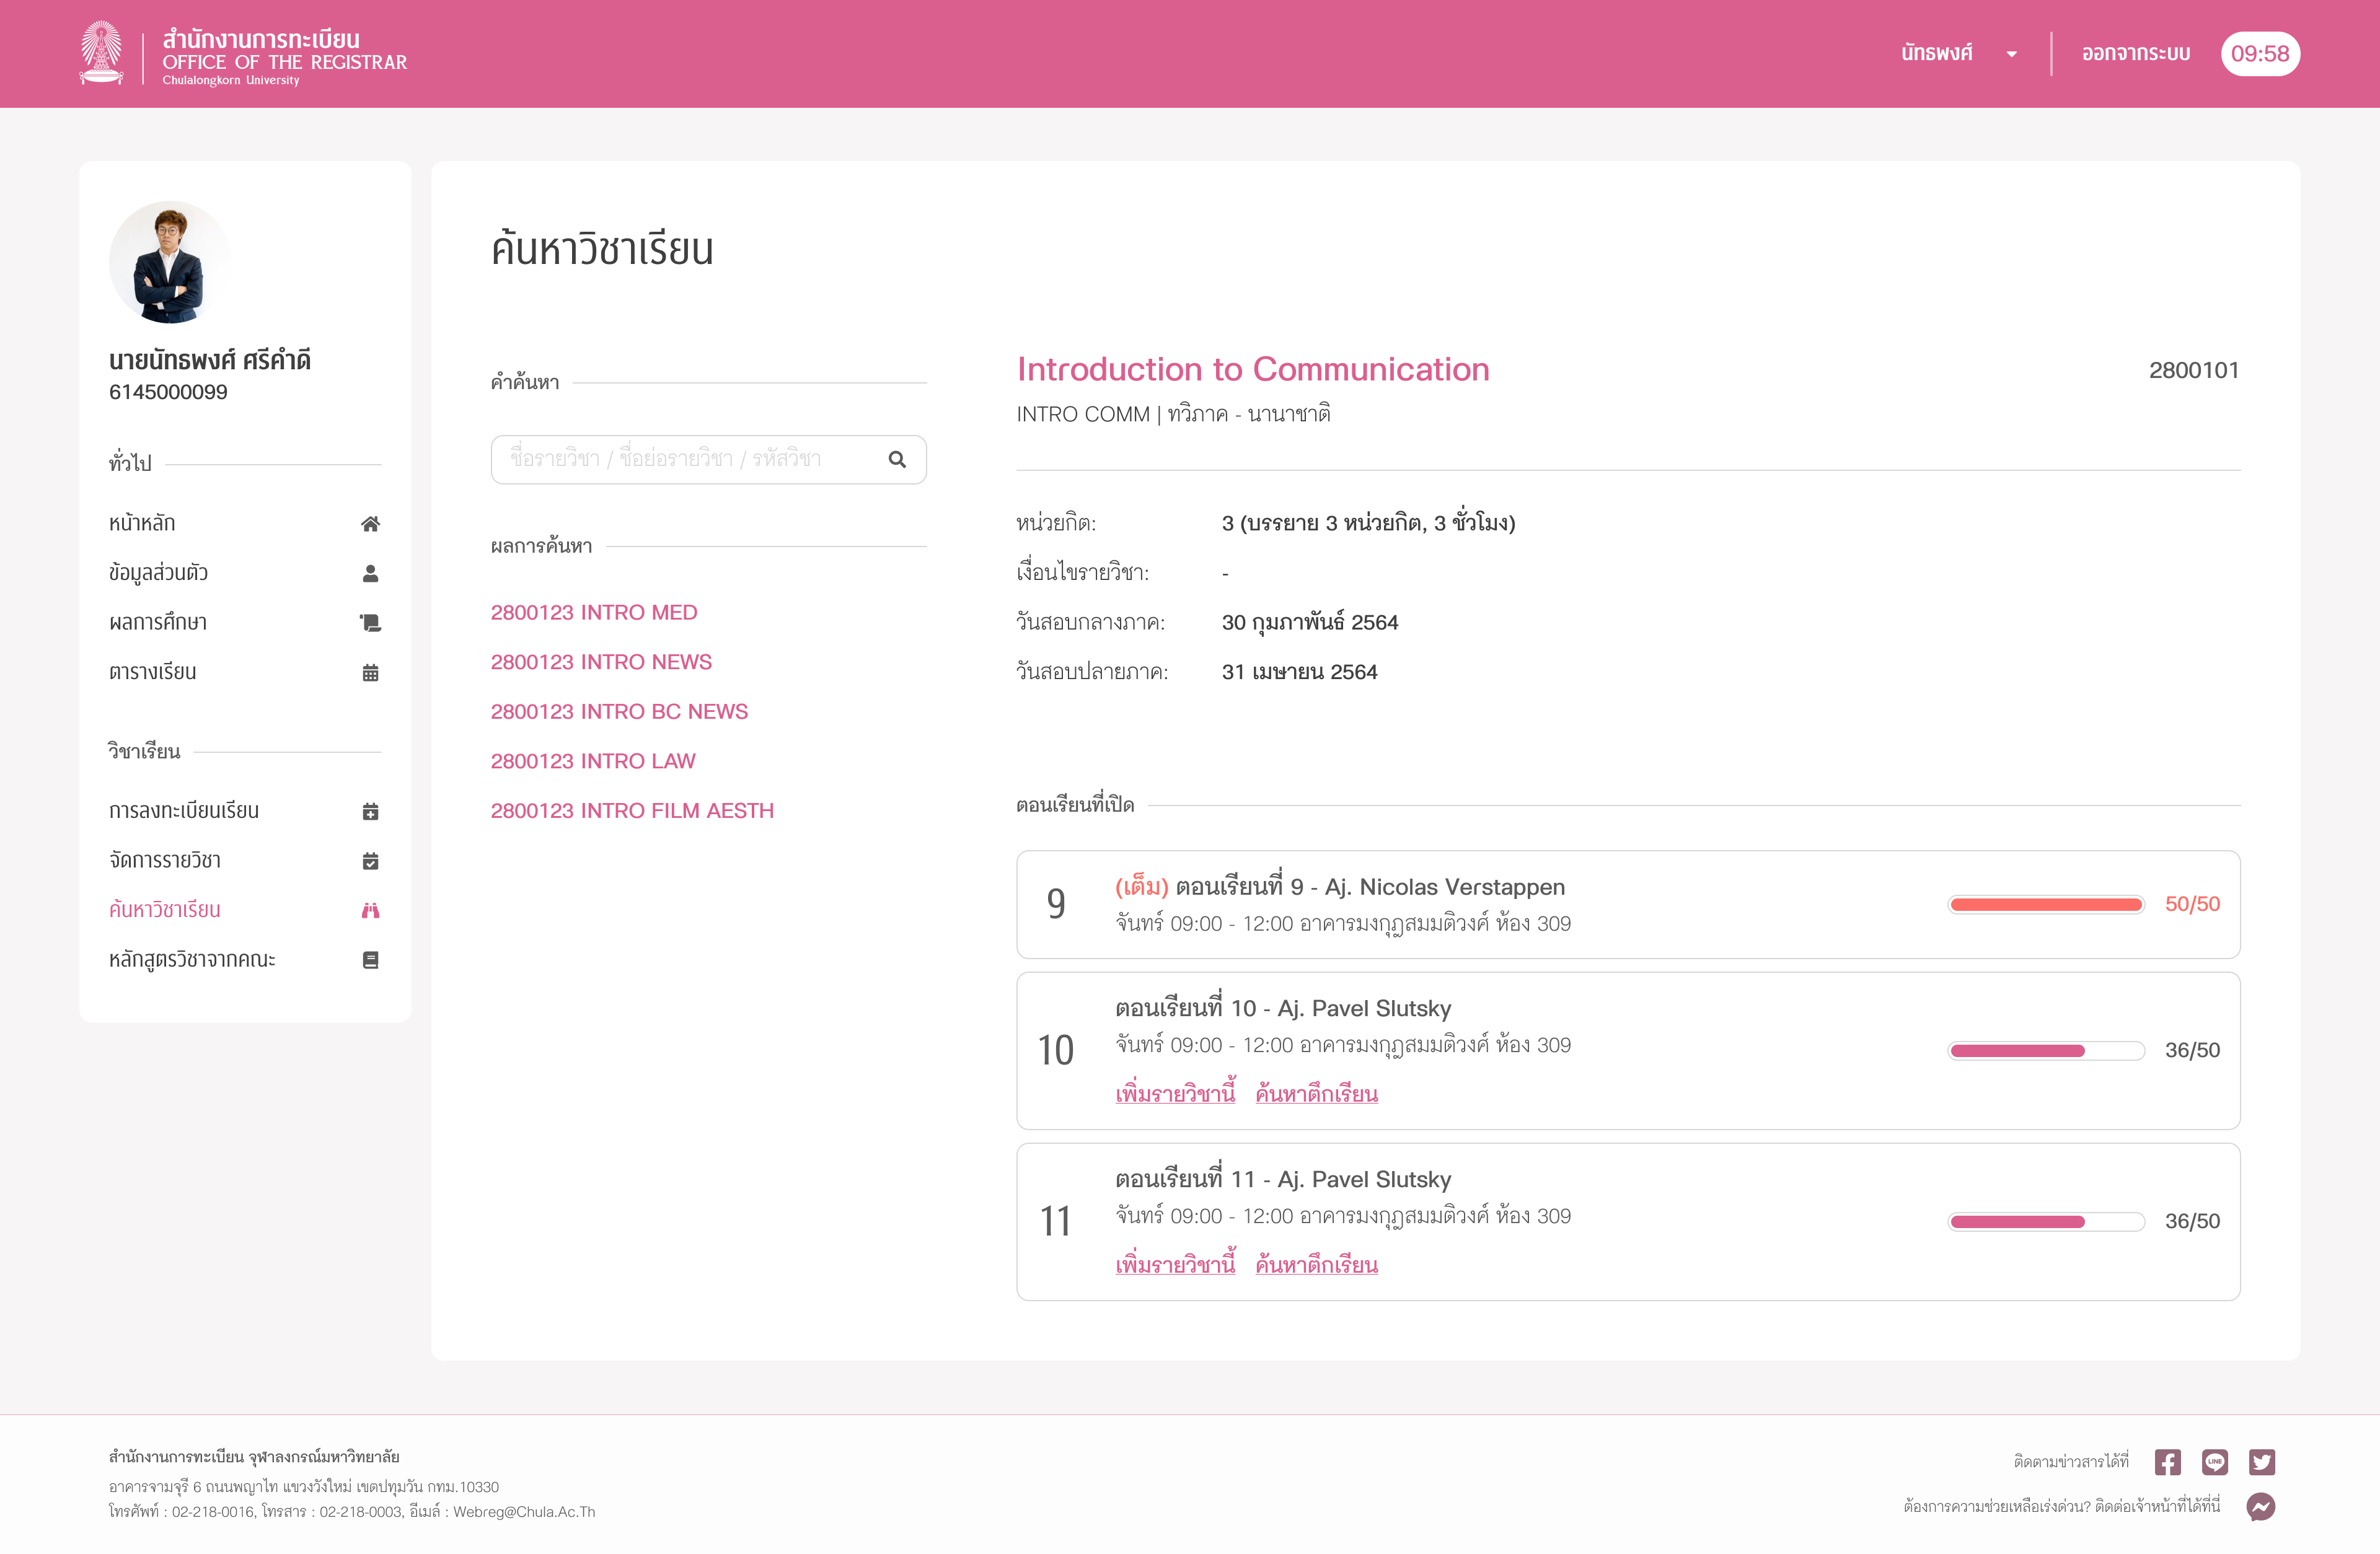 สำนักงานการทะเบียน
OFFICE OF THE REGISTRAR
Chulalongkorn University
นัทธพงศ์
ออกจากระบบ
09:58
นายนัทธพงศ์ ศรีคำดี
6145000099
ทั่วไป
หน้าหลัก
ข้อมูลส่วนตัว
ผลการศึกษา
ตารางเรียน
วิชาเรียน
การลงทะเบียนเรียน
จัดการรายวิชา
ค้นหาวิชาเรียน
หลักสูตรวิชาจากคณะ
ค้นหาวิชาเรียน
คำค้นหา
ชื่อรายวิชา / ชื่อย่อรายวิชา / รหัสวิชา
ผลการค้นหา
2800123 INTRO MED
2800123 INTRO NEWS
2800123 INTRO BC NEWS
2800123 INTRO LAW
2800123 INTRO FILM AESTH
Introduction to Communication
2800101
INTRO COMM | ทวิภาค - นานาชาติ
หน่วยกิต: 3 (บรรยาย 3 หน่วยกิต, 3 ชั่วโมง)
เงื่อนไขรายวิชา: -
วันสอบกลางภาค: 30 กุมภาพันธ์ 2564
วันสอบปลายภาค: 31 เมษายน 2564
ตอนเรียนที่เปิด
9
(เต็ม) ตอนเรียนที่ 9 - Aj. Nicolas Verstappen
จันทร์ 09:00 - 12:00 อาคารมงกุฎสมมติวงศ์ ห้อง 309
50/50
10
ตอนเรียนที่ 10 - Aj. Pavel Slutsky
จันทร์ 09:00 - 12:00 อาคารมงกุฎสมมติวงศ์ ห้อง 309
เพิ่มรายวิชานี้ ค้นหาตึกเรียน
36/50
11
ตอนเรียนที่ 11 - Aj. Pavel Slutsky
จันทร์ 09:00 - 12:00 อาคารมงกุฎสมมติวงศ์ ห้อง 309
เพิ่มรายวิชานี้ ค้นหาตึกเรียน
36/50
สำนักงานการทะเบียน จุฬาลงกรณ์มหาวิทยาลัย
อาคารจามจุรี 6 ถนนพญาไท แขวงวังใหม่ เขตปทุมวัน กทม.10330
โทรศัพท์ : 02-218-0016, โทรสาร : 02-218-0003, อีเมล์ : Webreg@Chula.Ac.Th
ติดตามข่าวสารได้ที่
LINE
ต้องการความช่วยเหลือเร่งด่วน? ติดต่อเจ้าหน้าที่ได้ที่นี่